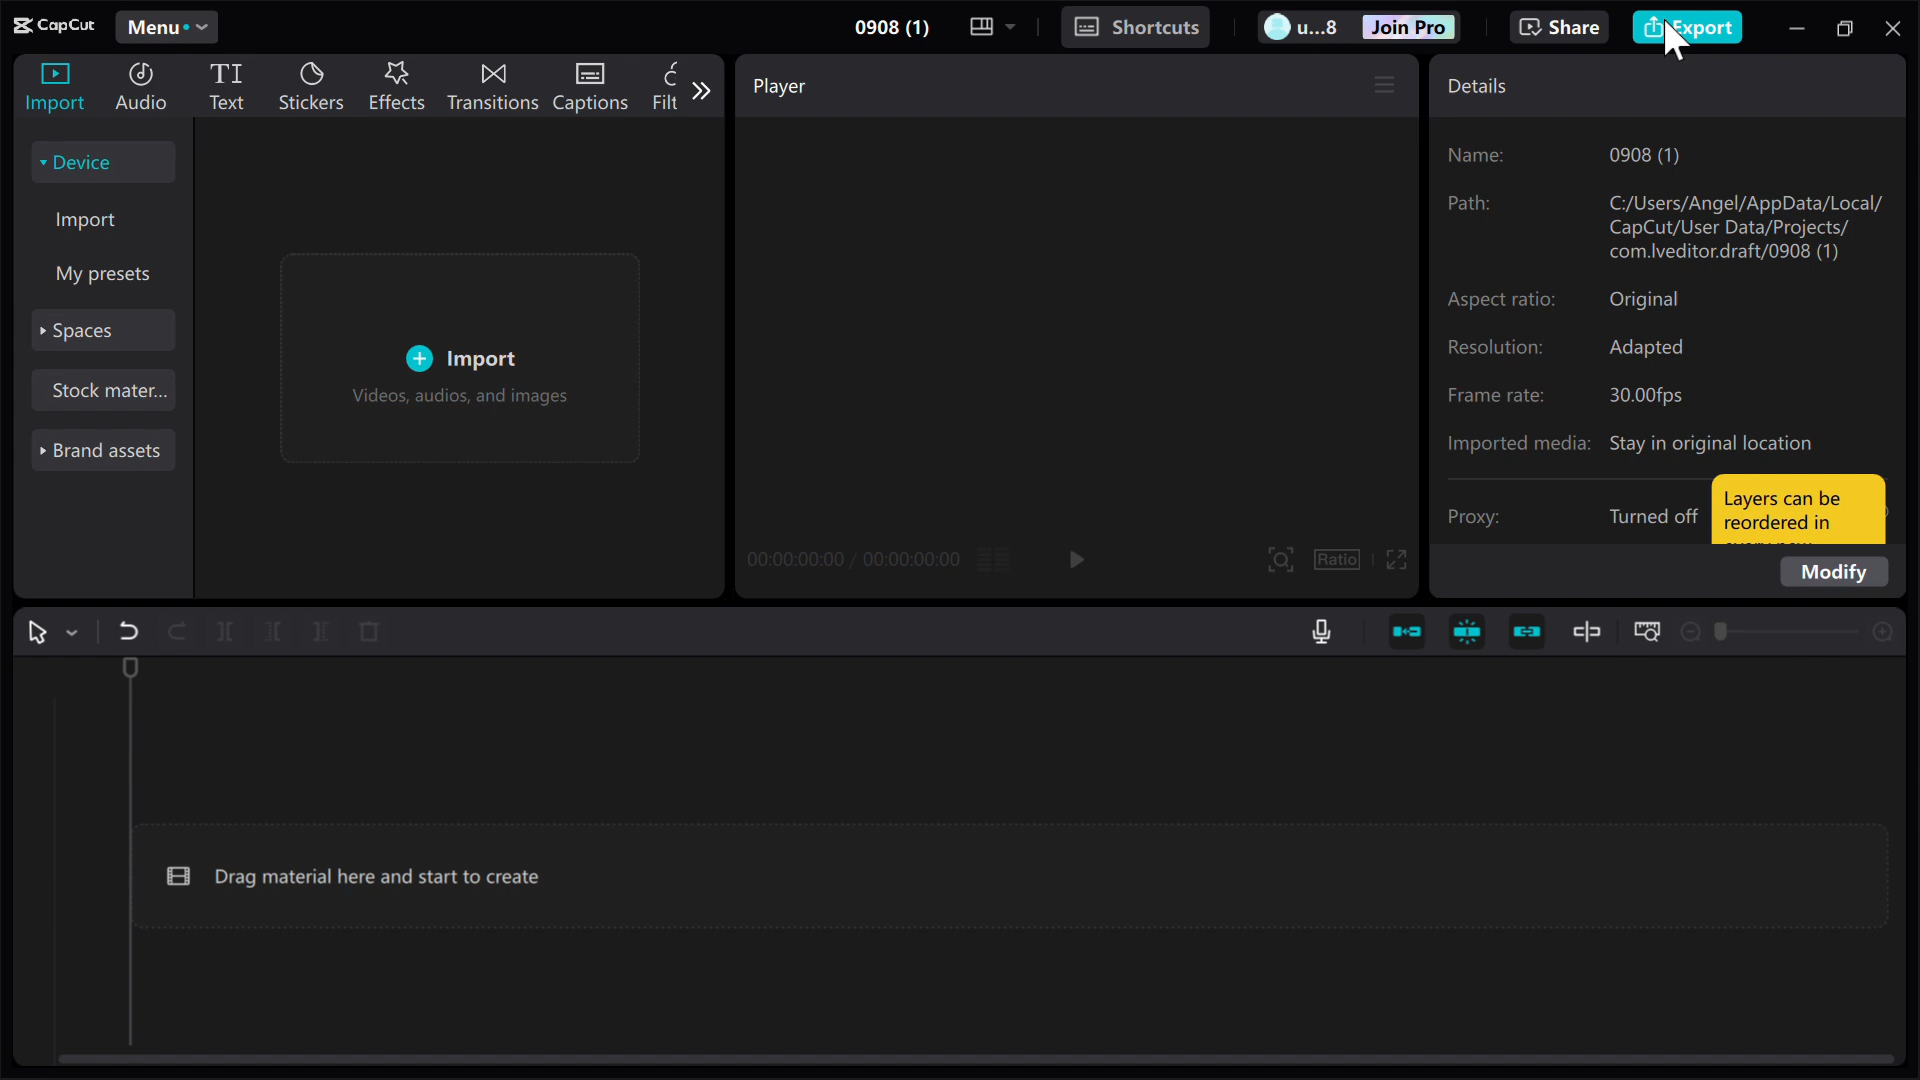 CapCut
Menu
0908 (1)
Shortcuts
u...8
Join Pro
Share
Export
Import
Audio
TI
Text
Stickers
Effects
Transitions
Captions
Filt
Device
Import
My presets
Spaces
Stock mater...
Brand assets
Import
Videos, audios, and images
Player
00:00:00:00 / 00:00:00:00
Ratio
Details
Name: 0908 (1)
Path: C:/Users/Angel/AppData/Local/
CapCut/User Data/Projects/
com.lveditor.draft/0908 (1)
Aspect ratio: Original
Resolution: Adapted
Frame rate: 30.00fps
Imported media: Stay in original location
Proxy: Turned off
Layers can be
reordered in
Modify
Drag material here and start to create